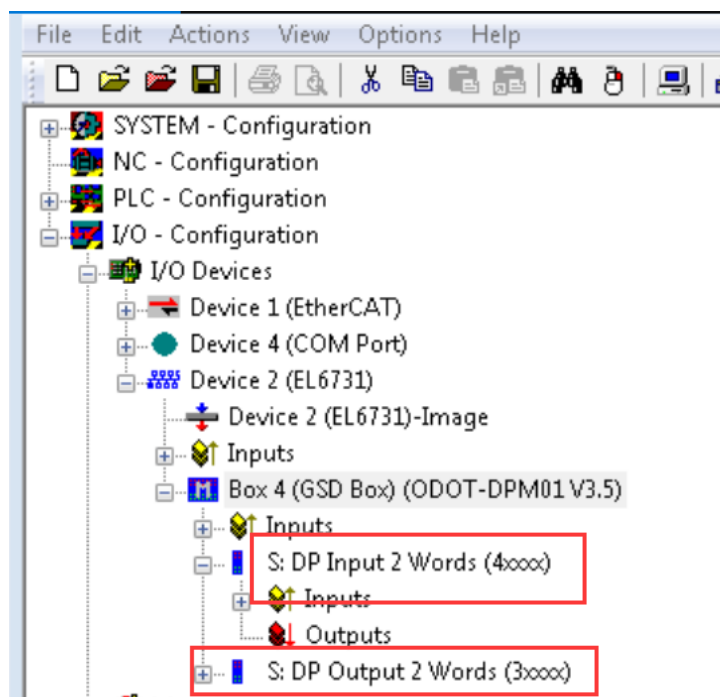 File Edit Actions View Options Help
SYSTEM - Configuration
NC - Configuration
PLC - Configuration
I/O - Configuration
I/O Devices
Device 1 (EtherCAT)
Device 4 (COM Port)
Device 2 (EL6731)
Device 2 (EL6731)-Image
Inputs
Box 4 (GSD Box) (ODOT-DPM01 V3.5)
Inputs
S: DP Input 2 Words (4xxxx)
Inputs
Outputs
S: DP Output 2 Words (3xxxx)